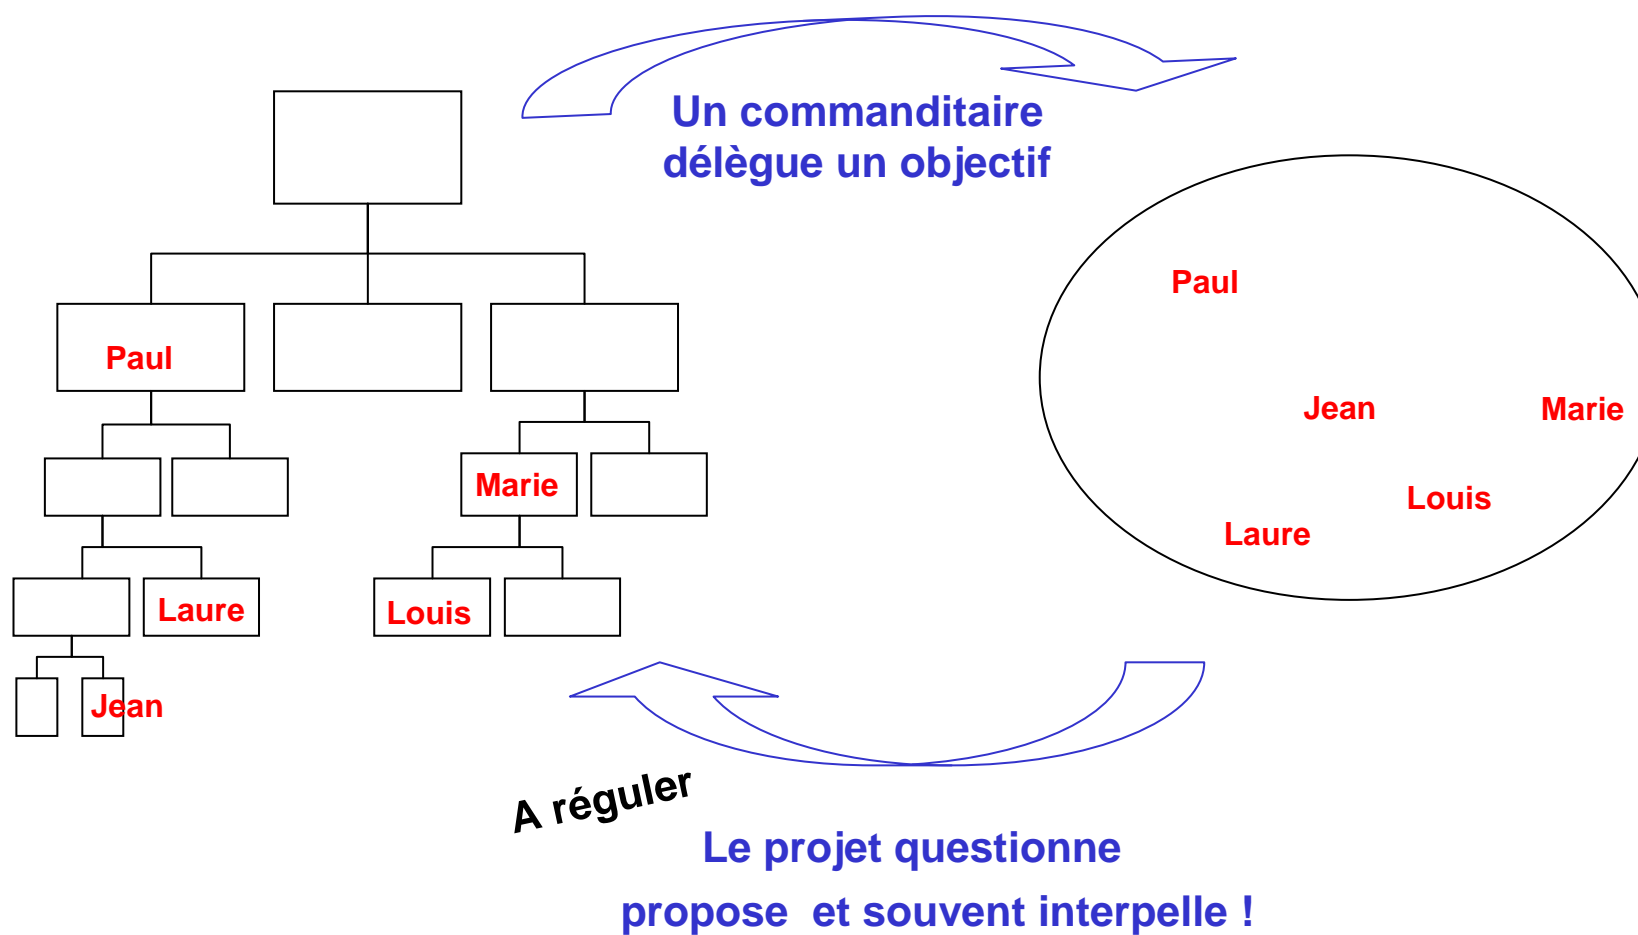 Un commanditaire
délègue un objectif
Paul
Marie
Laure
Louis
Jean
Paul
Jean
Marie
Louis
Laure
A réguler
Le projet questionne
propose et souvent interpelle !